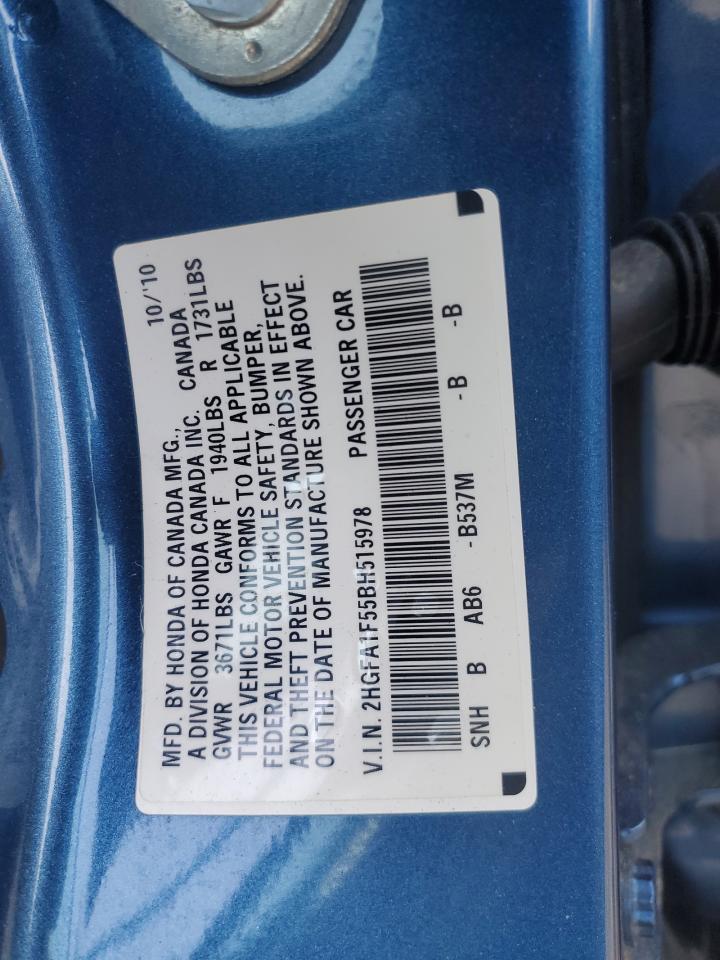 10/'10
MFD. BY HONDA OF CANADA MFG.,
A DIVISION OF HONDA CANADA INC. CANADA
GVWR 3671LBS GAWR F 1940LBS R 1731LBS
THIS VEHICLE CONFORMS TO ALL APPLICABLE
FEDERAL MOTOR VEHICLE SAFETY, BUMPER,
AND THEFT PREVENTION STANDARDS IN EFFECT
ON THE DATE OF MANUFACTURE SHOWN ABOVE.
V.I.N. 2HGFA1F55BH515978 PASSENGER CAR
SNH B AB6 -B537M -B -B